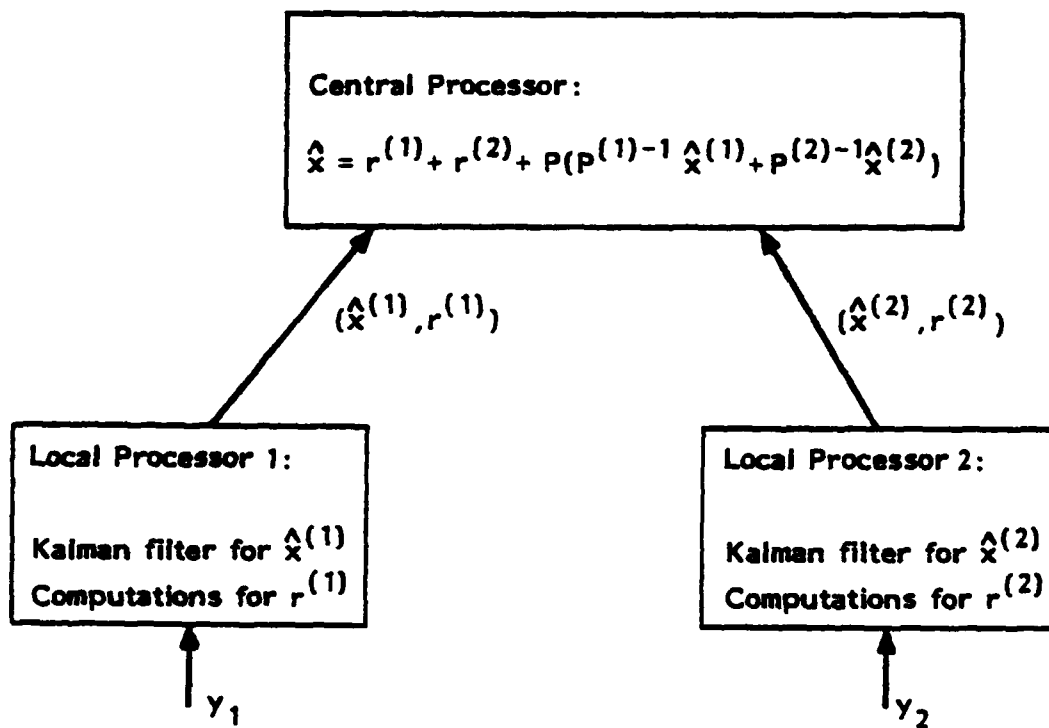 Central Processor:
x̂ = r⁽¹⁾ + r⁽²⁾ + P(P⁽¹⁾⁻¹ x̂⁽¹⁾ + P⁽²⁾⁻¹ x̂⁽²⁾)
(x̂⁽¹⁾, r⁽¹⁾)
(x̂⁽²⁾, r⁽²⁾)
Local Processor 1:
Kalman filter for x̂⁽¹⁾
Computations for r⁽¹⁾
Local Processor 2:
Kalman filter for x̂⁽²⁾
Computations for r⁽²⁾
y₁
y₂